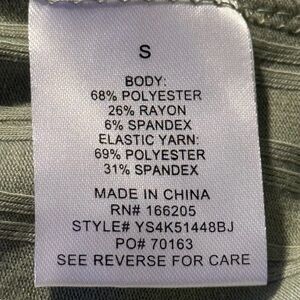 S
BODY:
68% POLYESTER
26% RAYON
6% SPANDEX
ELASTIC YARN:
69% POLYESTER
31% SPANDEX
MADE IN CHINA
RN# 166205
STYLE# YS4K51448BJ
PO# 70163
SEE REVERSE FOR CARE